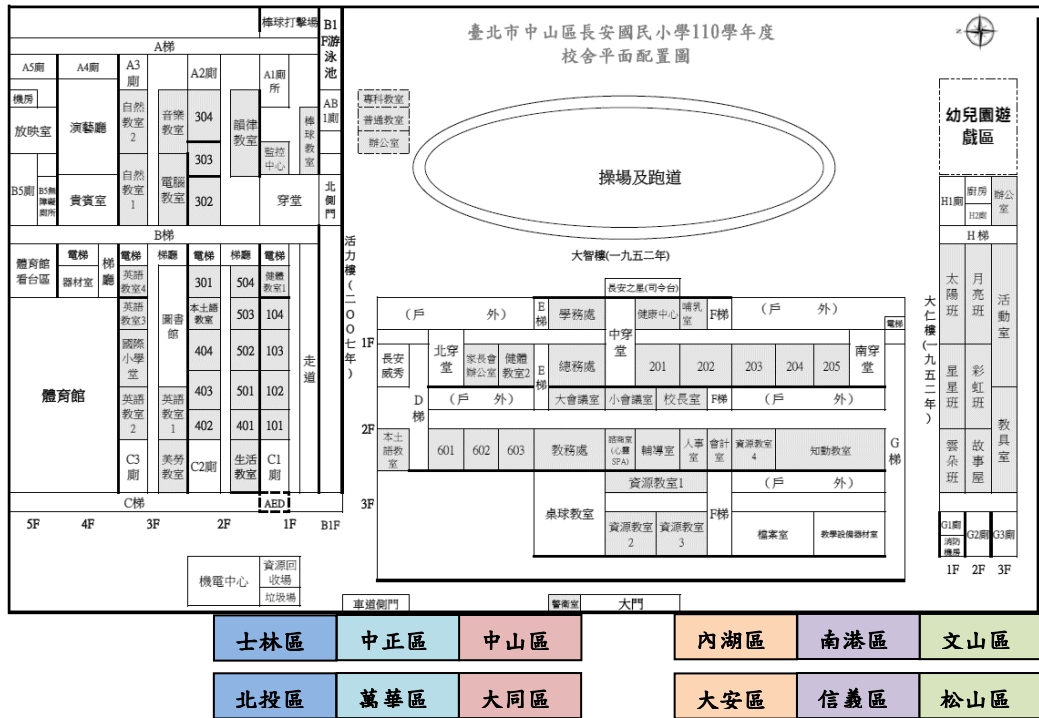 臺北市中山區長安國民小學110學年度
校舍平面配置圖
N
棒球打擊場
B1
F游
泳
池
A梯
A5廁
A4廁
A3
廁
A2廁
A1廁
所
機房
放映室
演藝廳
自然
教室
2
音樂
教室
304
韻律
教室
棒
球
教
室
AB
1廁
303
監控
中心
B5廁
B5無
障礙
廁所
貴賓室
自然
教室
1
電腦
教室
302
穿堂
北
側
門
B梯
體育館
看台區
電梯
器材室
梯
廳
電梯
梯廳
電梯
梯廳
電梯
英語
教室4
301
504
健體
教室1
英語
教室3
圖書
館
本土語
教室
503
104
國際
小學
堂
404
502
103
體育館
403
501
102
走
道
英語
教室
2
英語
教室
1
402
401
101
C3
廁
美勞
教室
C2廁
生活
教室
C1
廁
C梯
AED
5F
4F
3F
2F
1F
B1F
機電中心
資源回
收場
垃圾場
活
力
樓
(
二
〇
〇
七
年
)
專科教室
普通教室
辦公室
操場及跑道
大智樓(一九五二年)
長安之星(司令台)
(戶 外)
E
梯
學務處
中
穿
堂
健康中心
哺乳
室
F梯
(戶 外)
電梯
1F
長安
威秀
北
穿
堂
家長會
辦公室
健體
教室2
E
梯
總務處
201
202
203
204
205
南
穿
堂
D
梯
(戶 外)
大會議室
小會議室
校長室
F梯
(戶 外)
2F
本土
語教
室
601
602
603
教務處
諮商室
(心靈
SPA)
輔導室
人事
室
會計
室
資源教室
4
知動教室
G
梯
資源教室1
(戶 外)
3F
桌球教室
資源教室
2
資源教室
3
F梯
檔案室
教學設備器材室
車道側門
警衛室
大門
大
仁
樓
(
一
九
五
二
年
)
幼兒園遊
戲區
H1廁
廚房
H2廁
辦公
室
H梯
太
陽
班
月
亮
班
活
動
室
星
星
班
彩
虹
班
教
具
室
雲
朵
班
故
事
屋
G1廁
消防
機房
G2廁
G3廁
1F
2F
3F
士林區
中正區
中山區
內湖區
南港區
文山區
北投區
萬華區
大同區
大安區
信義區
松山區